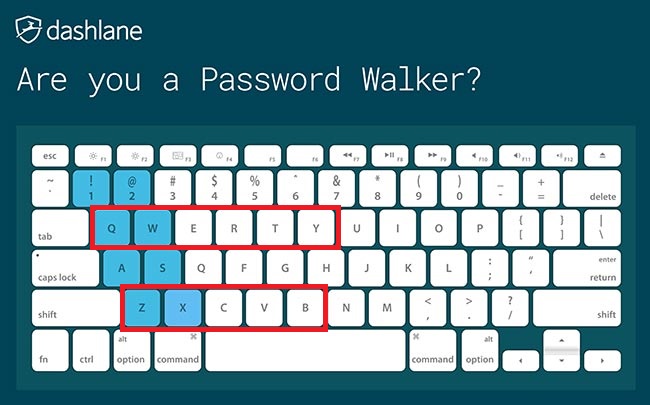 dashlane
Are you a Password Walker?
esc F1 F2 F3 F4 F5 F6 F7 F8 F9 F10 F11 F12
~ ! @ # $ % ˆ & * ( ) _ +
` 1 2 3 4 5 6 7 8 9 0 - = delete
tab Q W E R T Y U I O P { [ } ] | \
caps lock A S Q F G H J K L : ; " ' enter return
shift Z X C V B N M < , > . ? / shift
fn ctrl alt option command command alt option